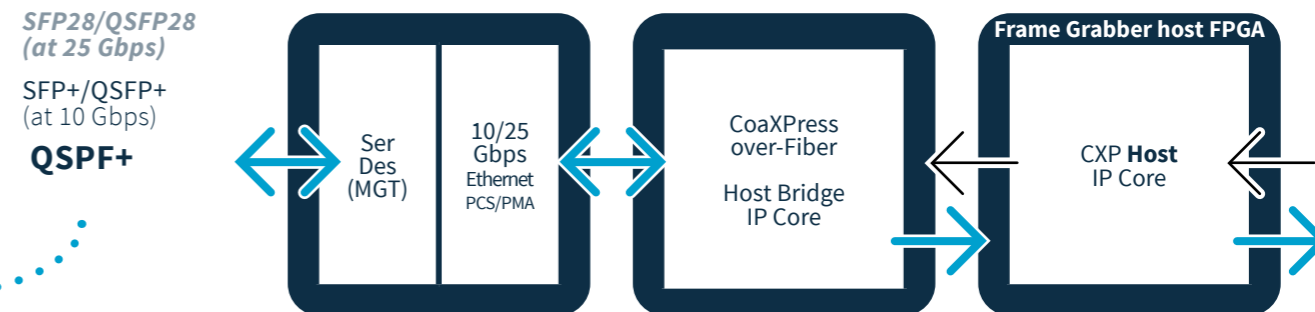 SFP28/QSFP28
(at 25 Gbps)
SFP+/QSFP+
(at 10 Gbps)
QSPF+
Ser
Des
(MGT)
10/25
Gbps
Ethernet
PCS/PMA
CoaXPress
over-Fiber
Host Bridge
IP Core
Frame Grabber host FPGA
CXP Host
IP Core